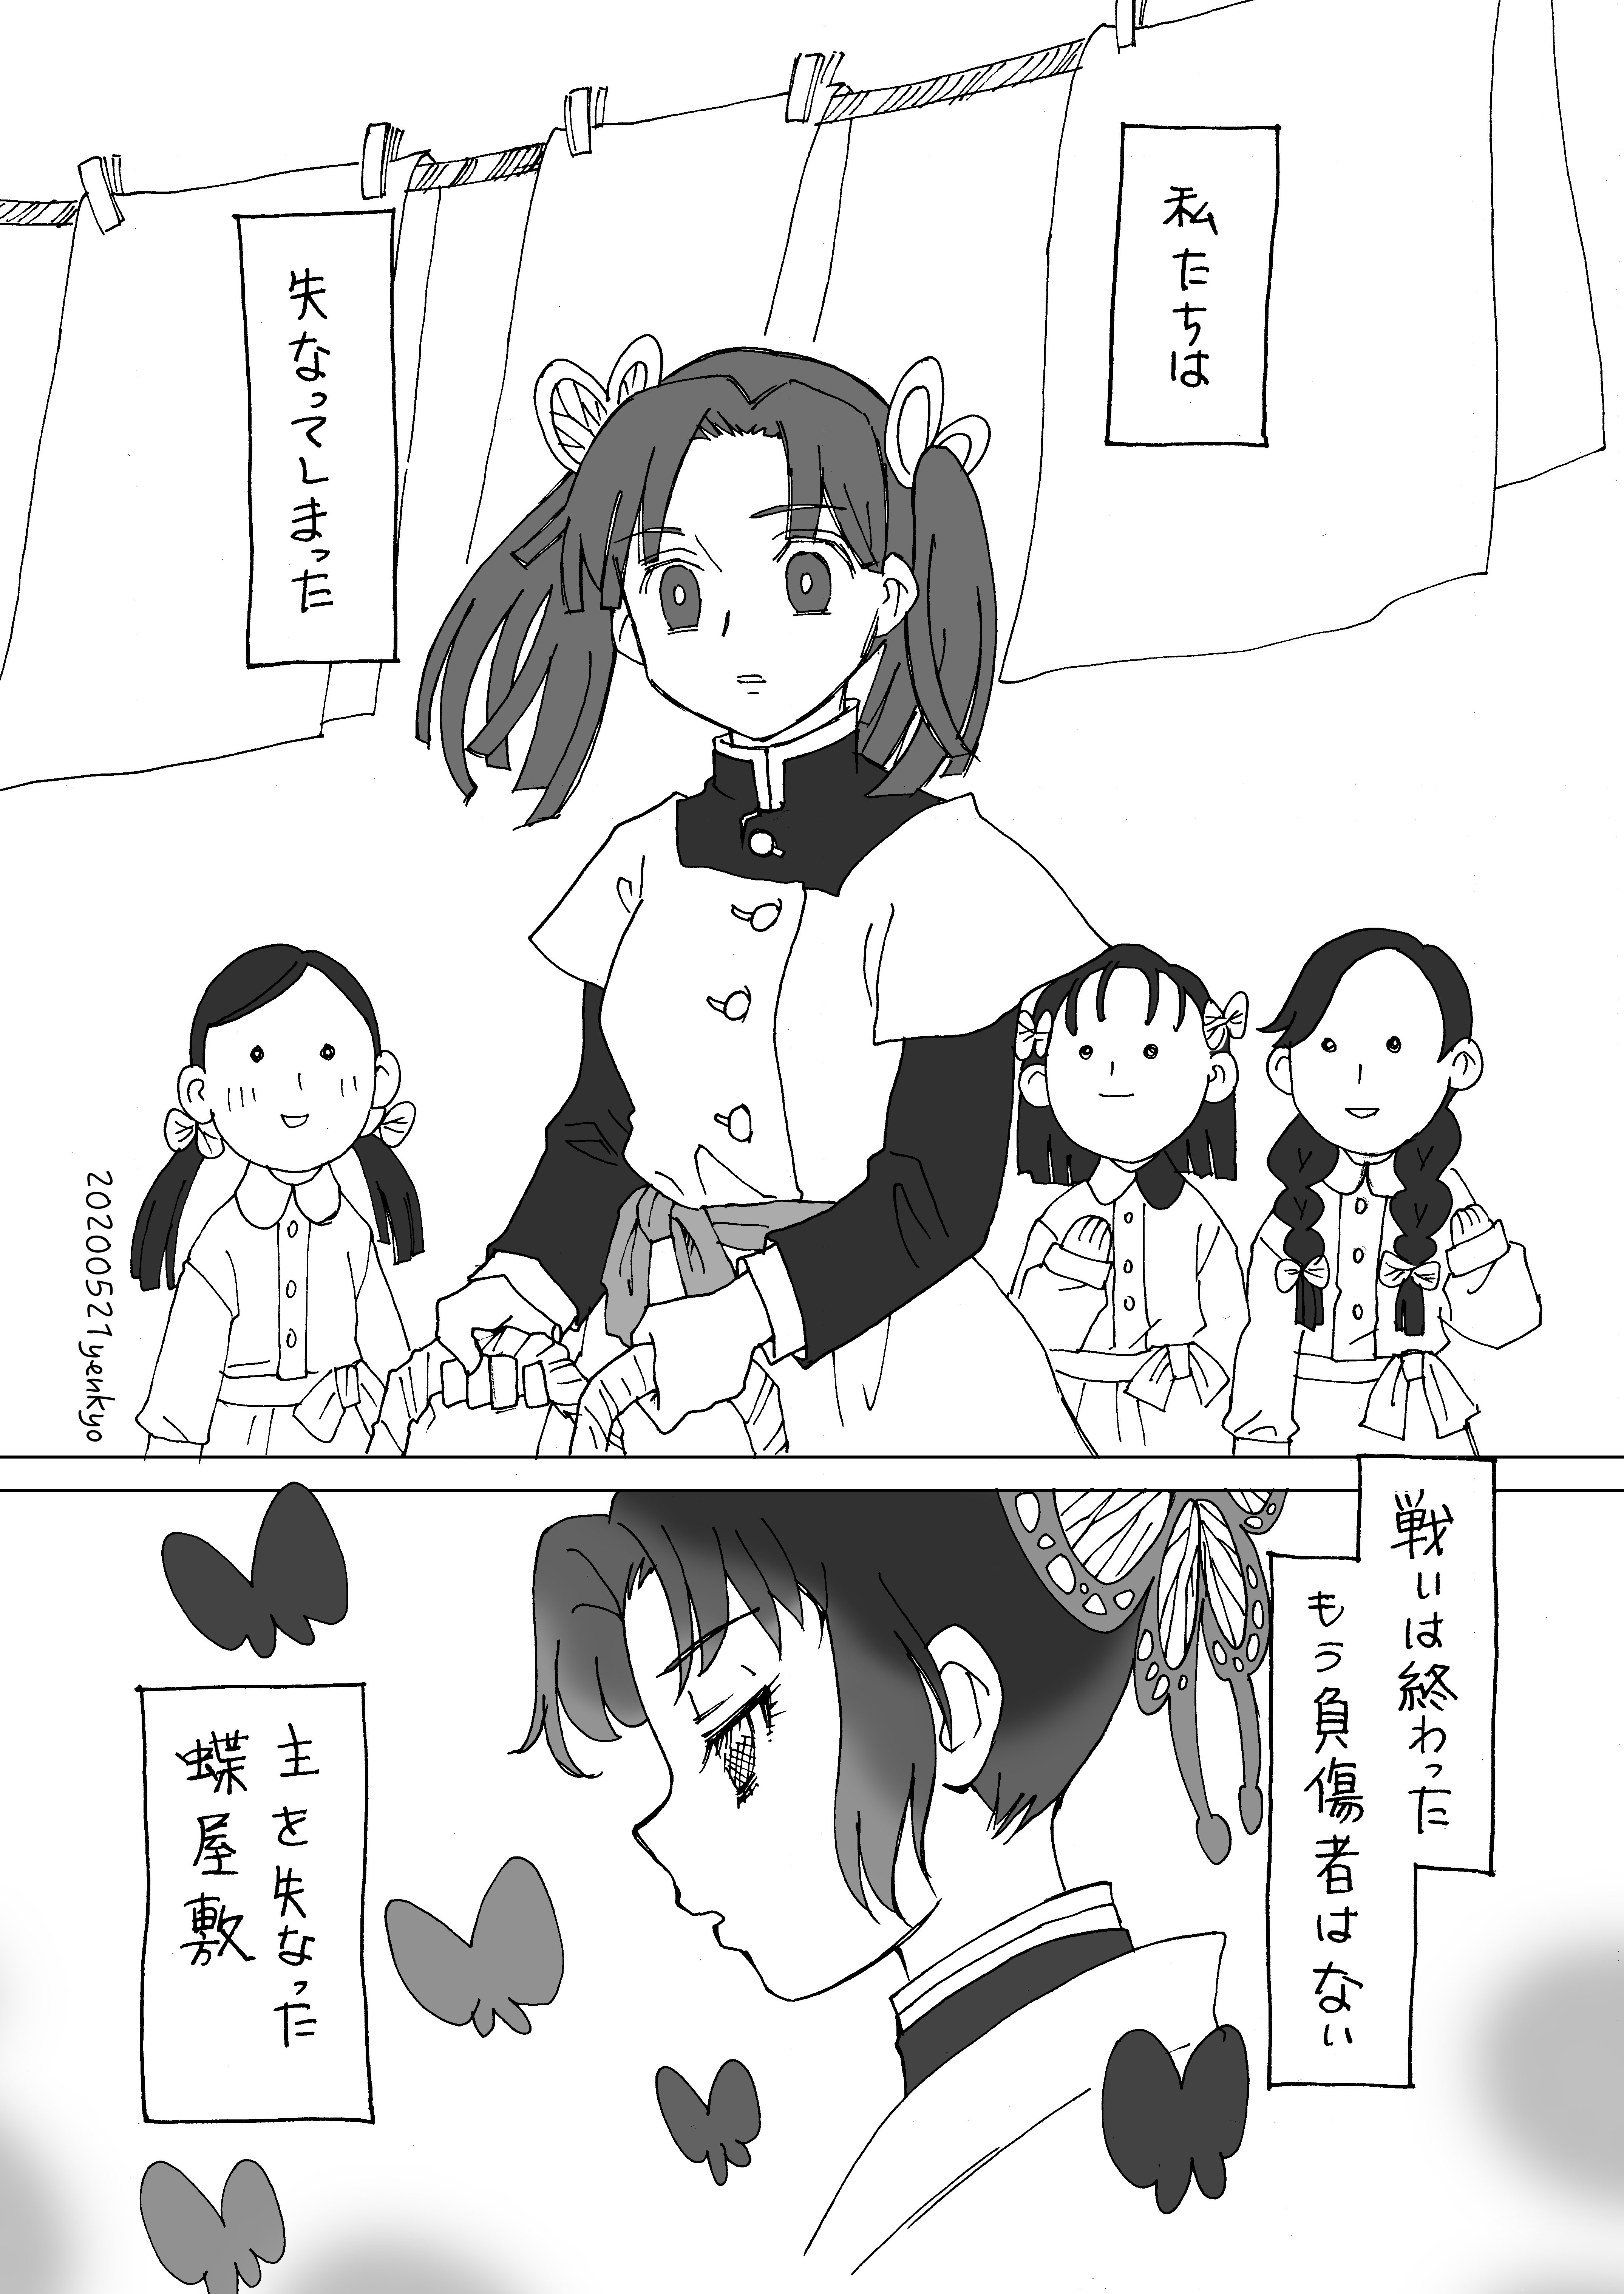 私たちは
失なってしまった
20200521yenkyo
戦いは終わった
もう負傷者はない
主を失なった
蝶屋敷